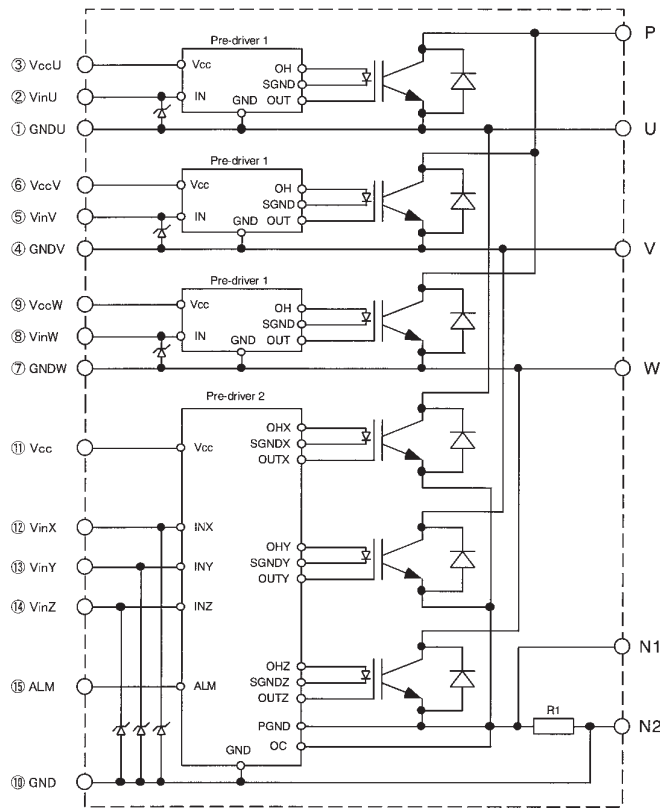 Pre-driver 1
P
③ VccU
Vcc
OH
SGND
② VinU
IN
OUT
GND
① GNDU
U
Pre-driver 1
⑥ VccV
Vcc
OH
SGND
⑤ VinV
IN
OUT
GND
④ GNDV
V
Pre-driver 1
⑨ VccW
Vcc
OH
SGND
⑧ VinW
IN
OUT
GND
⑦ GNDW
W
Pre-driver 2
OHX
⑪ Vcc
Vcc
SGNDX
OUTX
⑫ VinX
INX
OHY
⑬ VinY
INY
SGNDY
OUTY
⑭ VinZ
INZ
N1
OHZ
⑮ ALM
ALM
SGNDZ
OUTZ
R1
PGND
N2
OC
GND
⑩ GND